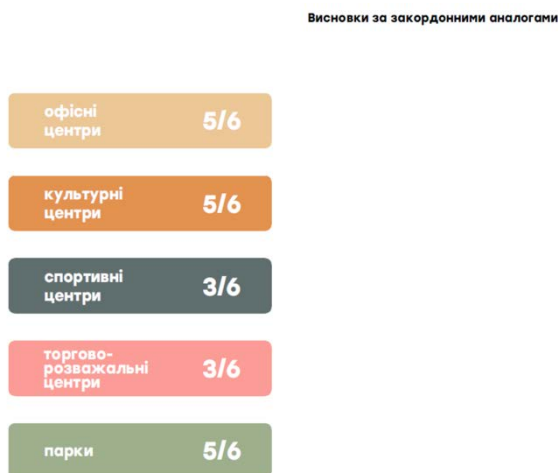 Висновки за закордонними аналогами
офісні
центри
5/6
культурні
центри
5/6
спортивні
центри
3/6
торгово-
розважальні
центри
3/6
парки
5/6